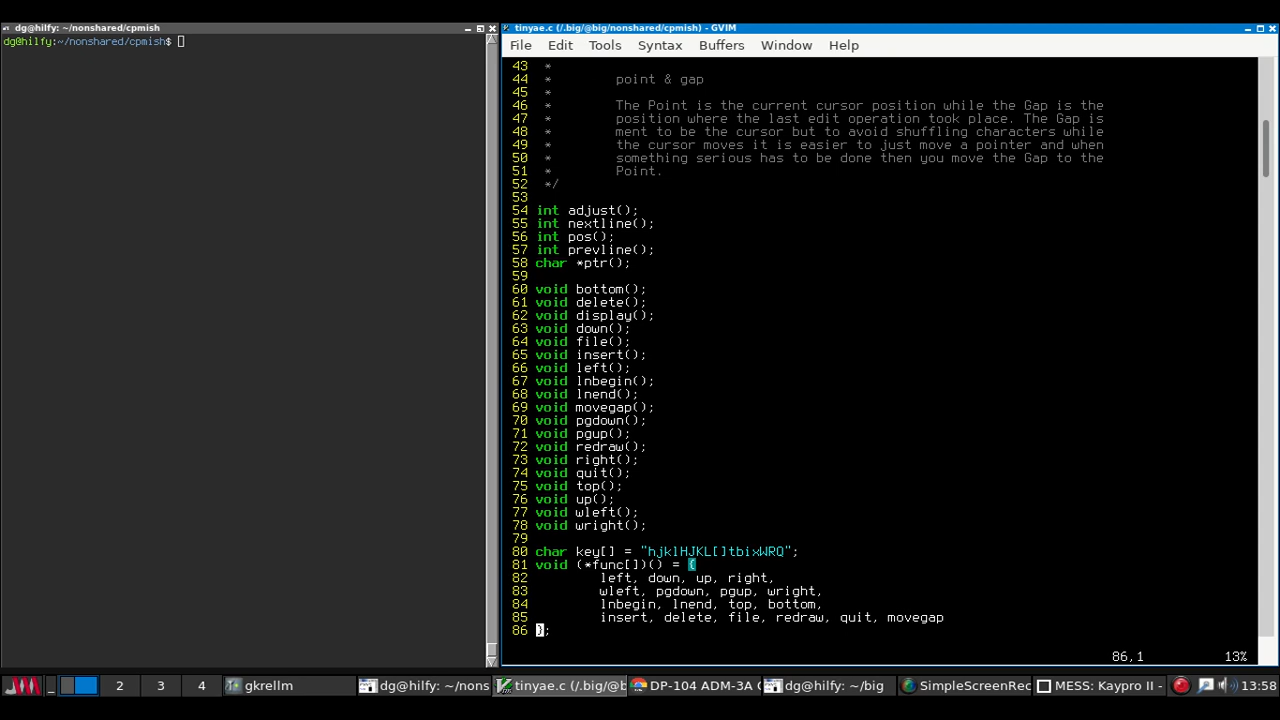 dg@hilfy: ~/nonshared/cpmish
dg@hilfy:~/nonshared/cpmish$
tinyae.c (/.big/@big/nonshared/cpmish) - GVIM
File Edit Tools Syntax Buffers Window Help
43 *
44 * point & gap
45 *
46 * The Point is the current cursor position while the Gap is the
47 * position where the last edit operation took place. The Gap is
48 * ment to be the cursor but to avoid shuffling characters while
49 * the cursor moves it is easier to just move a pointer and when
50 * something serious has to be done then you move the Gap to the
51 * Point.
52 */
53
54 int adjust();
55 int nextline();
56 int pos();
57 int prevline();
58 char *ptr();
59
60 void bottom();
61 void delete();
62 void display();
63 void down();
64 void file();
65 void insert();
66 void left();
67 void lnbegin();
68 void lnend();
69 void movegap();
70 void pgdown();
71 void pgup();
72 void redraw();
73 void right();
74 void quit();
75 void top();
76 void up();
77 void wleft();
78 void wright();
79
80 char key[] = "hjklHJKL[]tbixWRQ";
81 void (*func[])() = {
82 left, down, up, right,
83 wleft, pgdown, pgup, wright,
84 lnbegin, lnend, top, bottom,
85 insert, delete, file, redraw, quit, movegap
86 };
86,1 13%
2 3 4 gkrellm dg@hilfy: ~/nons tinyae.c (/.big/@b DP-104 ADM-3A dg@hilfy: ~/big SimpleScreenRec MESS: Kaypro II - 13:58